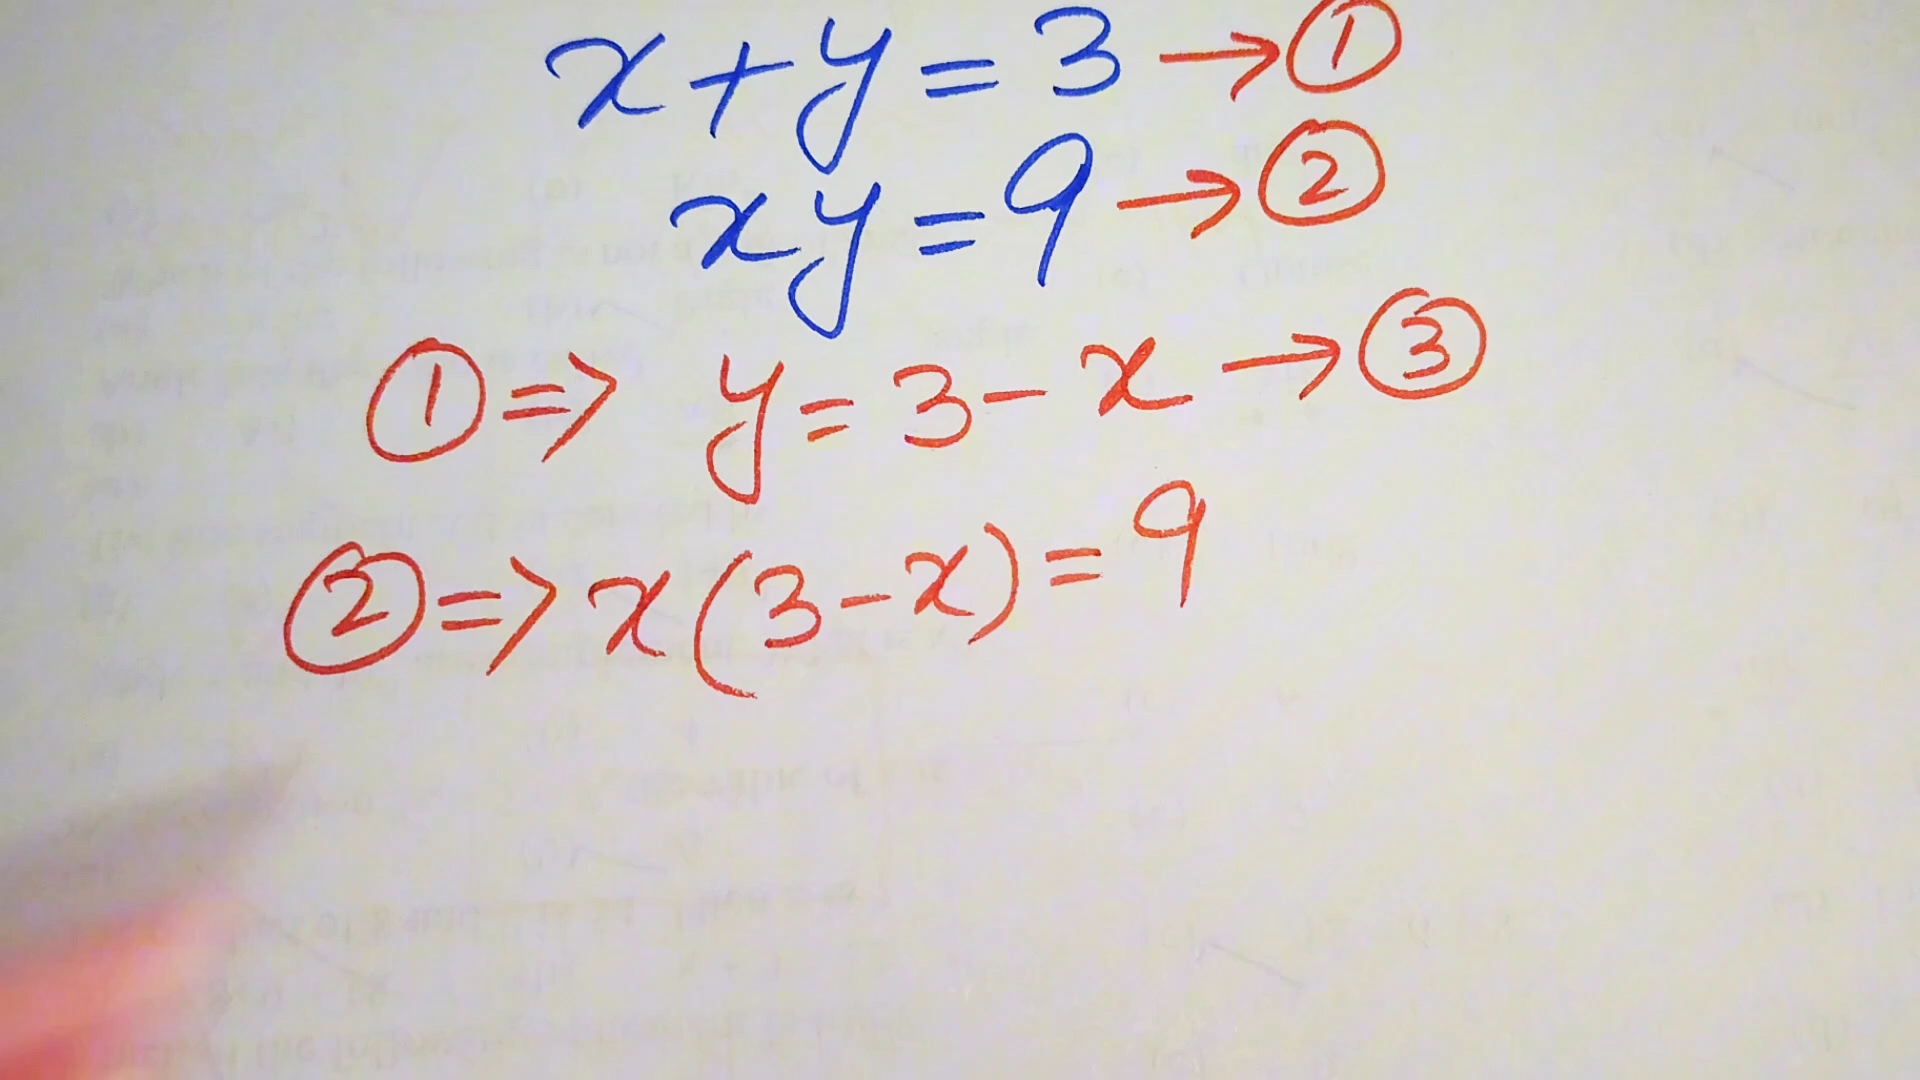 x + y = 3 → ①
xy = 9 → ②
① => y = 3 - x → ③
② => x(3 - x) = 9